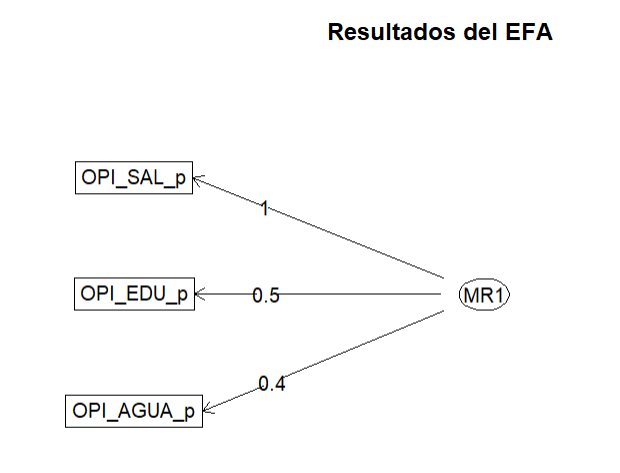 Resultados del EFA
OPI_SAL_p
1
OPI_EDU_p
0.5
MR1
0.4
OPI_AGUA_p